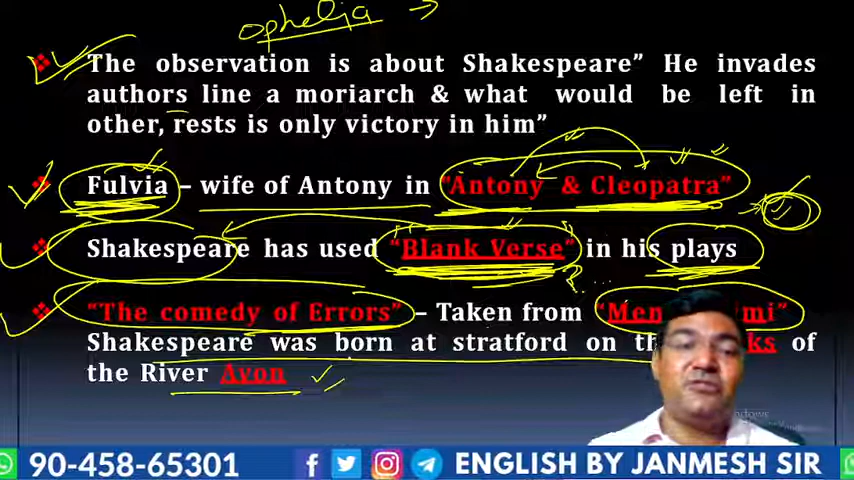 Ophelia →
The observation is about Shakespeare” He invades
authors line a moriarch & what would be left in
other, rests is only victory in him”
Fulvia – wife of Antony in “Antony & Cleopatra”
Shakespeare has used “Blank Verse” in his plays
“The comedy of Errors” – Taken from “Men
Shakespeare was born at stratford on of
the River Avon
90-458-65301 ENGLISH BY JANMESH SIR